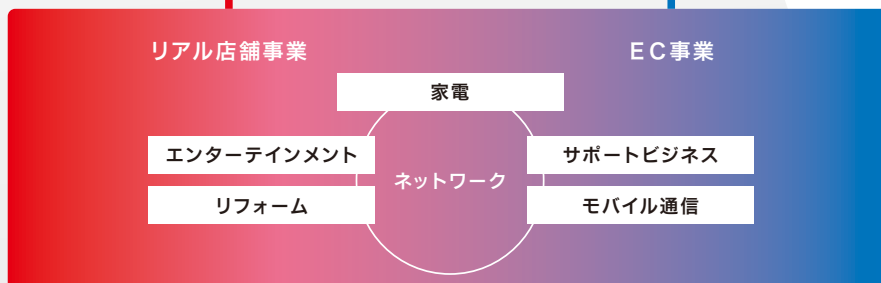 リアル店舗事業
EC事業
家電
エンターテインメント
サポートビジネス
ネットワーク
リフォーム
モバイル通信